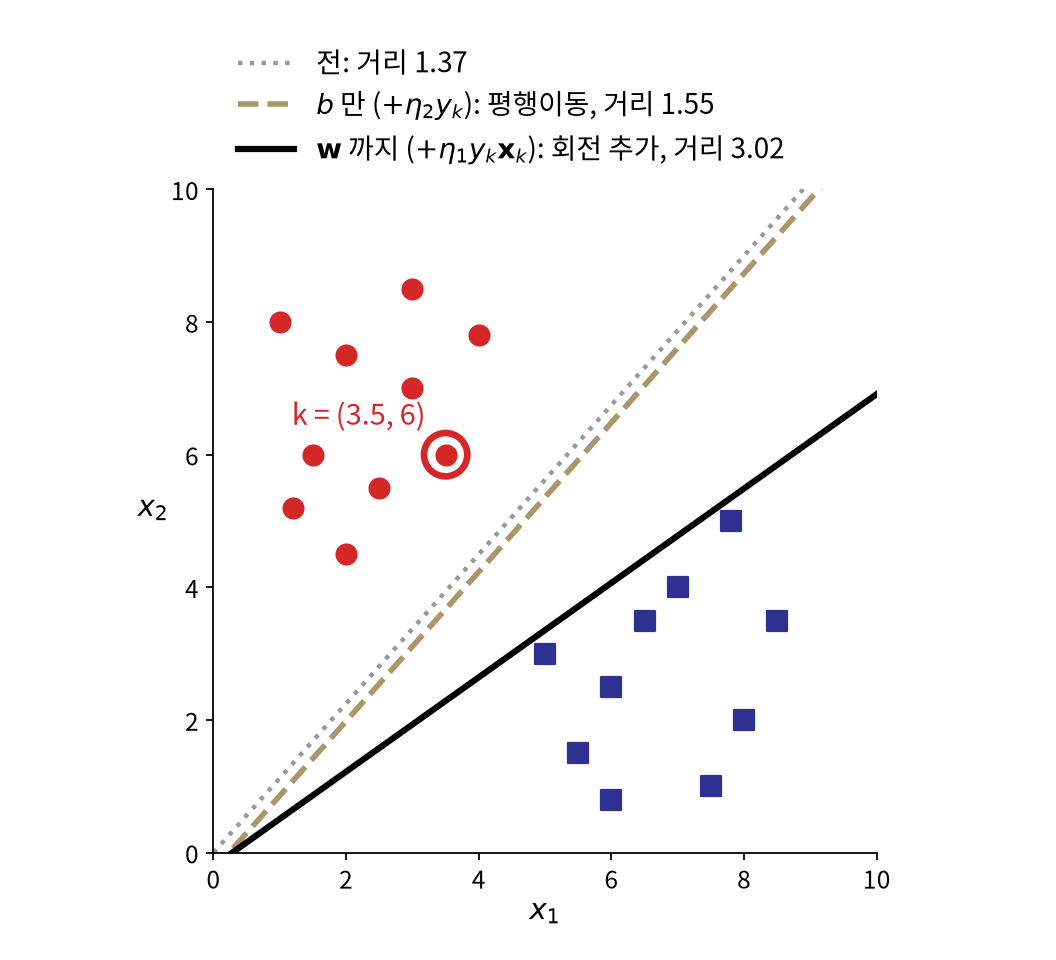 전: 거리 1.37
b 만 (+η₂yₖ): 평행이동, 거리 1.55
w 까지 (+η₁yₖxₖ): 회전 추가, 거리 3.02
10
8
k = (3.5, 6)
6
x₂
4
2
0
0 2 4 6 8 10
x₁